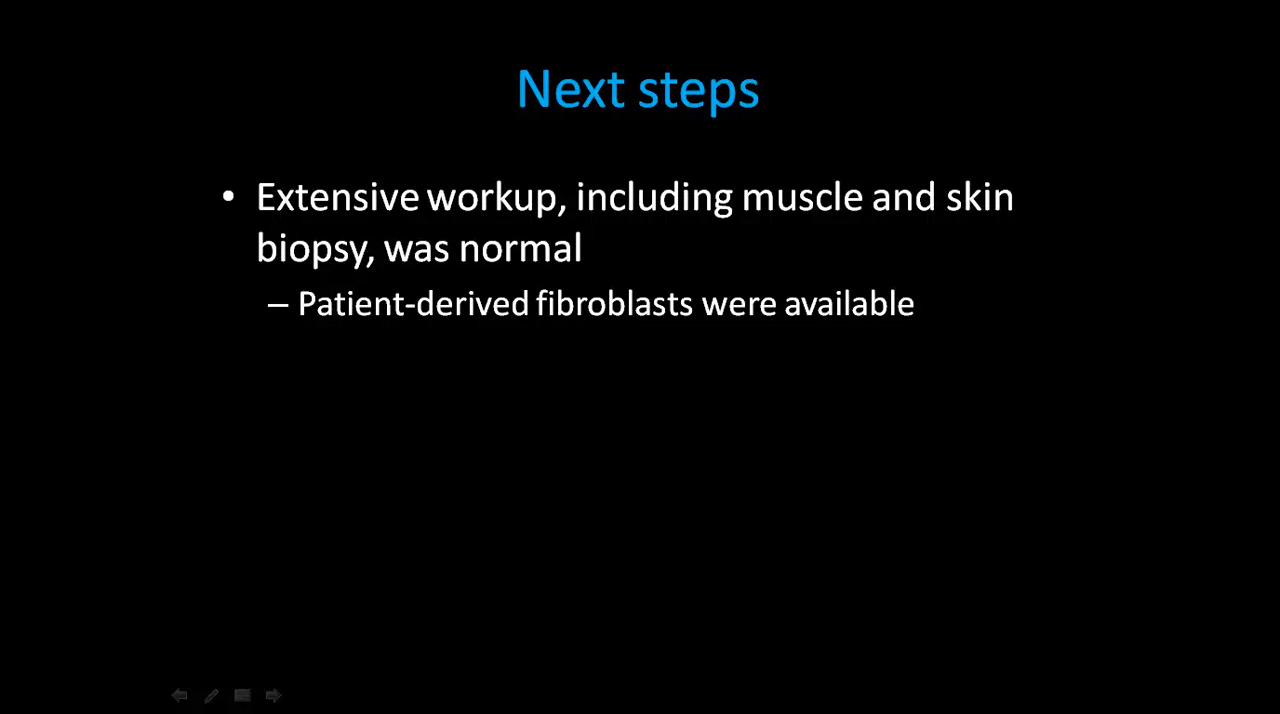 Next steps
• Extensive workup, including muscle and skin
biopsy, was normal
– Patient-derived fibroblasts were available